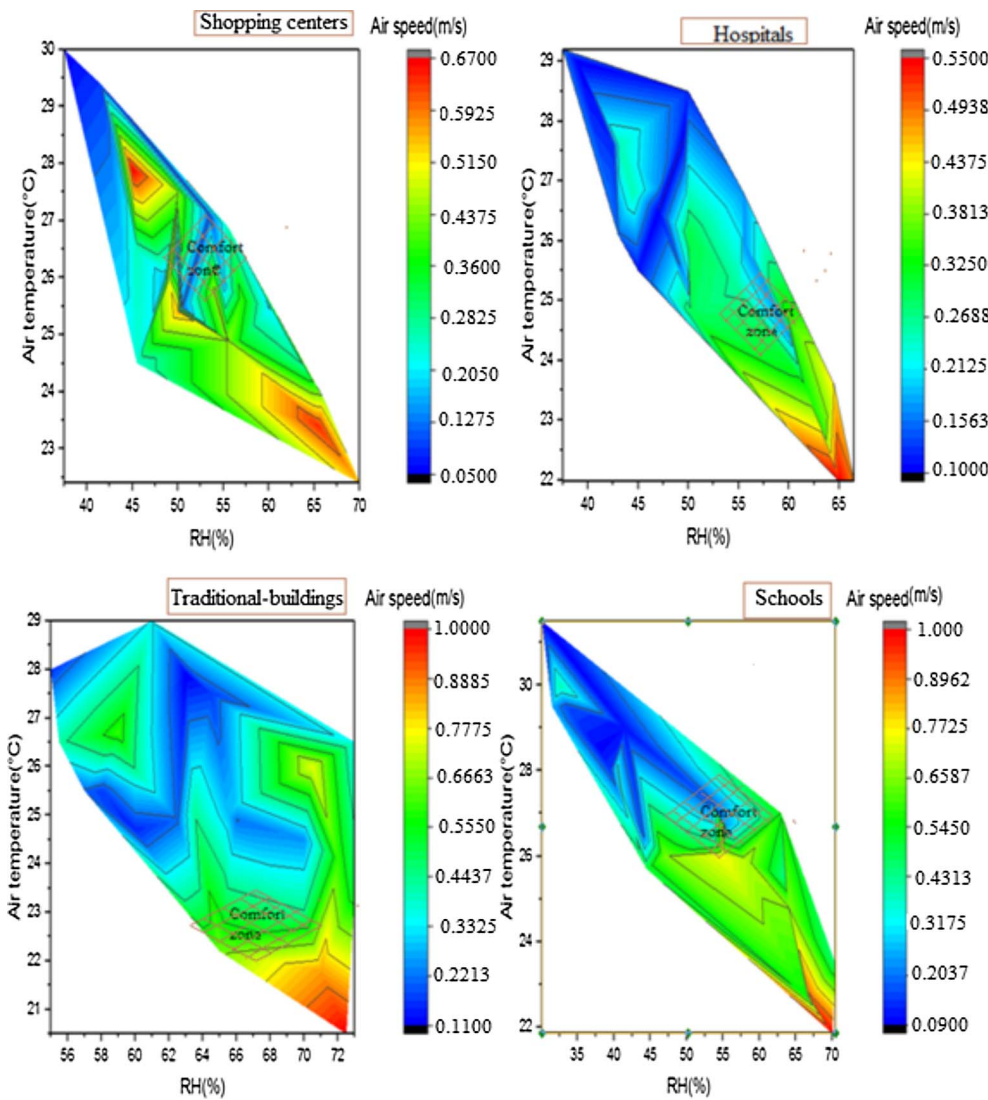 Shopping centers
Air speed(m/s)
30
29
28
27
26
25
24
23
Air temperature(°C)
40 45 50 55 60 65 70
RH(%)
Comfort
zone
0.6700
0.5925
0.5150
0.4375
0.3600
0.2825
0.2050
0.1275
0.0500
Hospitals
Air speed(m/s)
29
28
27
26
25
24
23
22
Air temperature(°C)
40 45 50 55 60 65
RH(%)
Comfort
zone
0.5500
0.4938
0.4375
0.3813
0.3250
0.2688
0.2125
0.1563
0.1000
Traditional-buildings
Air speed(m/s)
29
28
27
26
25
24
23
22
21
Air temperature(°C)
56 58 60 62 64 66 68 70 72
RH(%)
Comfort
zone
1.0000
0.8885
0.7775
0.6663
0.5550
0.4437
0.3325
0.2213
0.1100
Schools
Air speed(m/s)
30
28
26
24
22
Air temperature(°C)
35 40 45 50 55 60 65 70
RH(%)
Comfort
zone
1.000
0.8962
0.7725
0.6587
0.5450
0.4313
0.3175
0.2037
0.0900